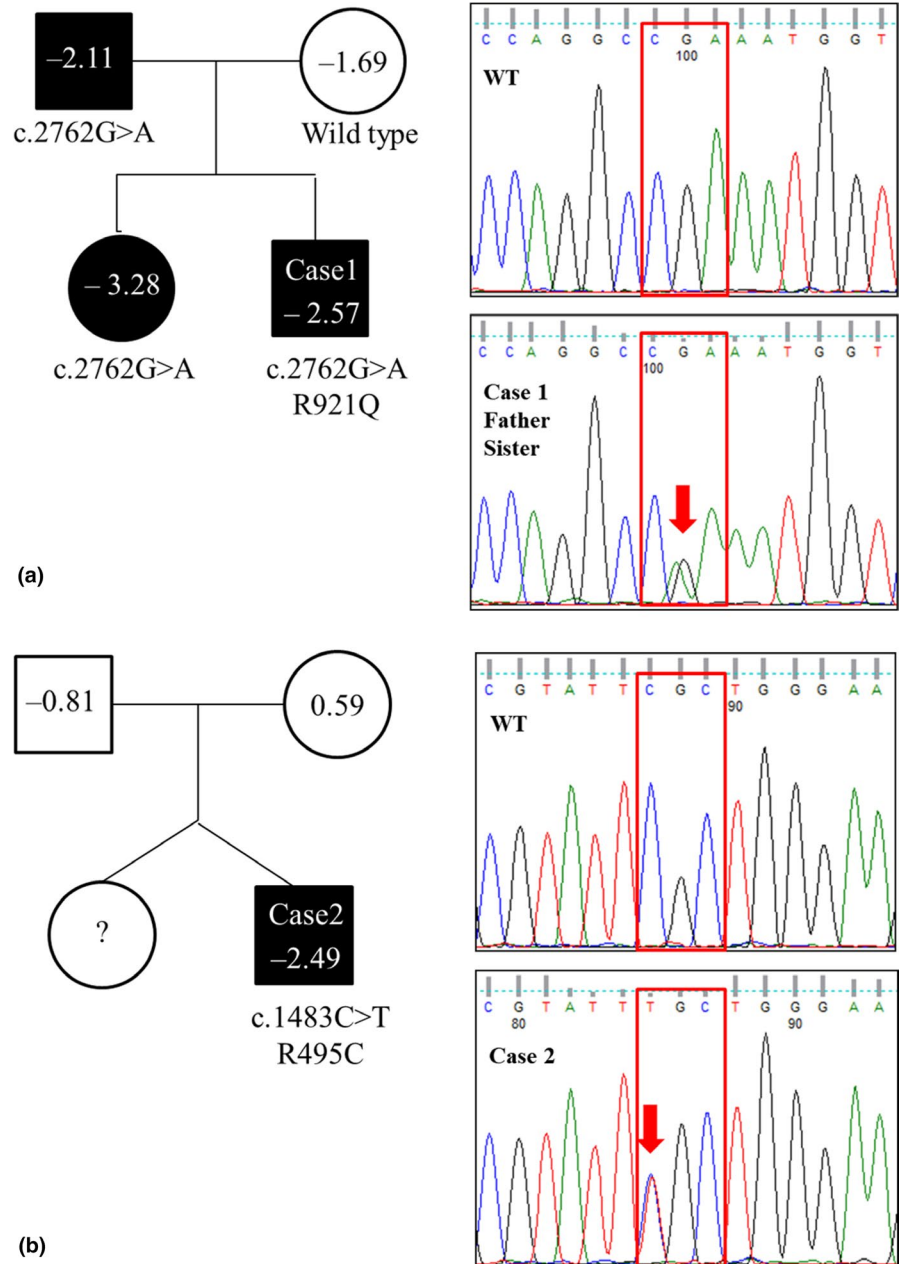 –2.11
–1.69
c.2762G>A
Wild type
– 3.28
Case1
– 2.57
c.2762G>A
c.2762G>A
R921Q
C C A G G C C G A A A T G G T
100
WT
C C A G G C C G A A A T G G T
100
Case 1
Father
Sister
(a)
–0.81
0.59
?
Case2
–2.49
c.1483C>T
R495C
C G T A T T C G C T G G G A A
90
WT
C G T A T T T G C T G G G A A
80 90
Case 2
(b)